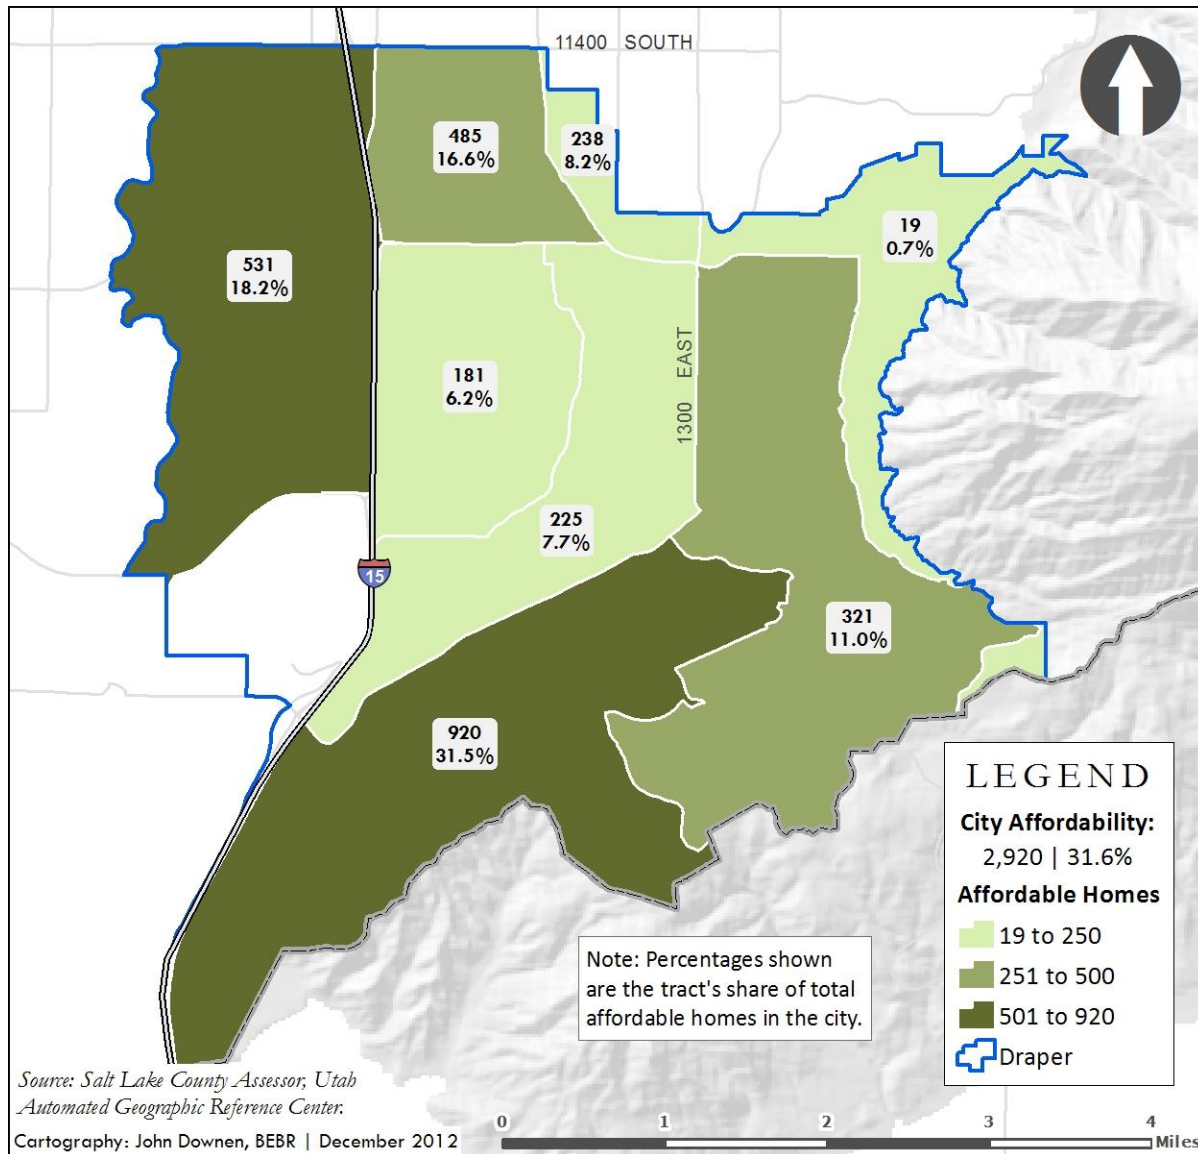 11400 SOUTH
485
16.6%
238
8.2%
19
0.7%
531
18.2%
181
6.2%
1300 EAST
225
7.7%
15
321
11.0%
920
31.5%
LEGEND
City Affordability:
2,920 | 31.6%
Affordable Homes
19 to 250
251 to 500
501 to 920
Draper
Note: Percentages shown
are the tract's share of total
affordable homes in the city.
Source: Salt Lake County Assessor, Utah
Automated Geographic Reference Center.
Cartography: John Downen, BEBR | December 2012
0 1 2 3 4
Miles